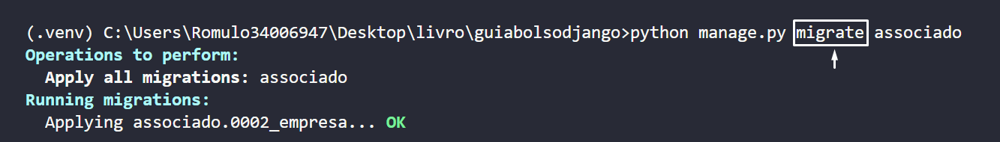 (.venv) C:\Users\Romulo34006947\Desktop\livro\guiabolsodjango>python manage.py migrate associado
Operations to perform:
  Apply all migrations: associado
Running migrations:
  Applying associado.0002_empresa... OK